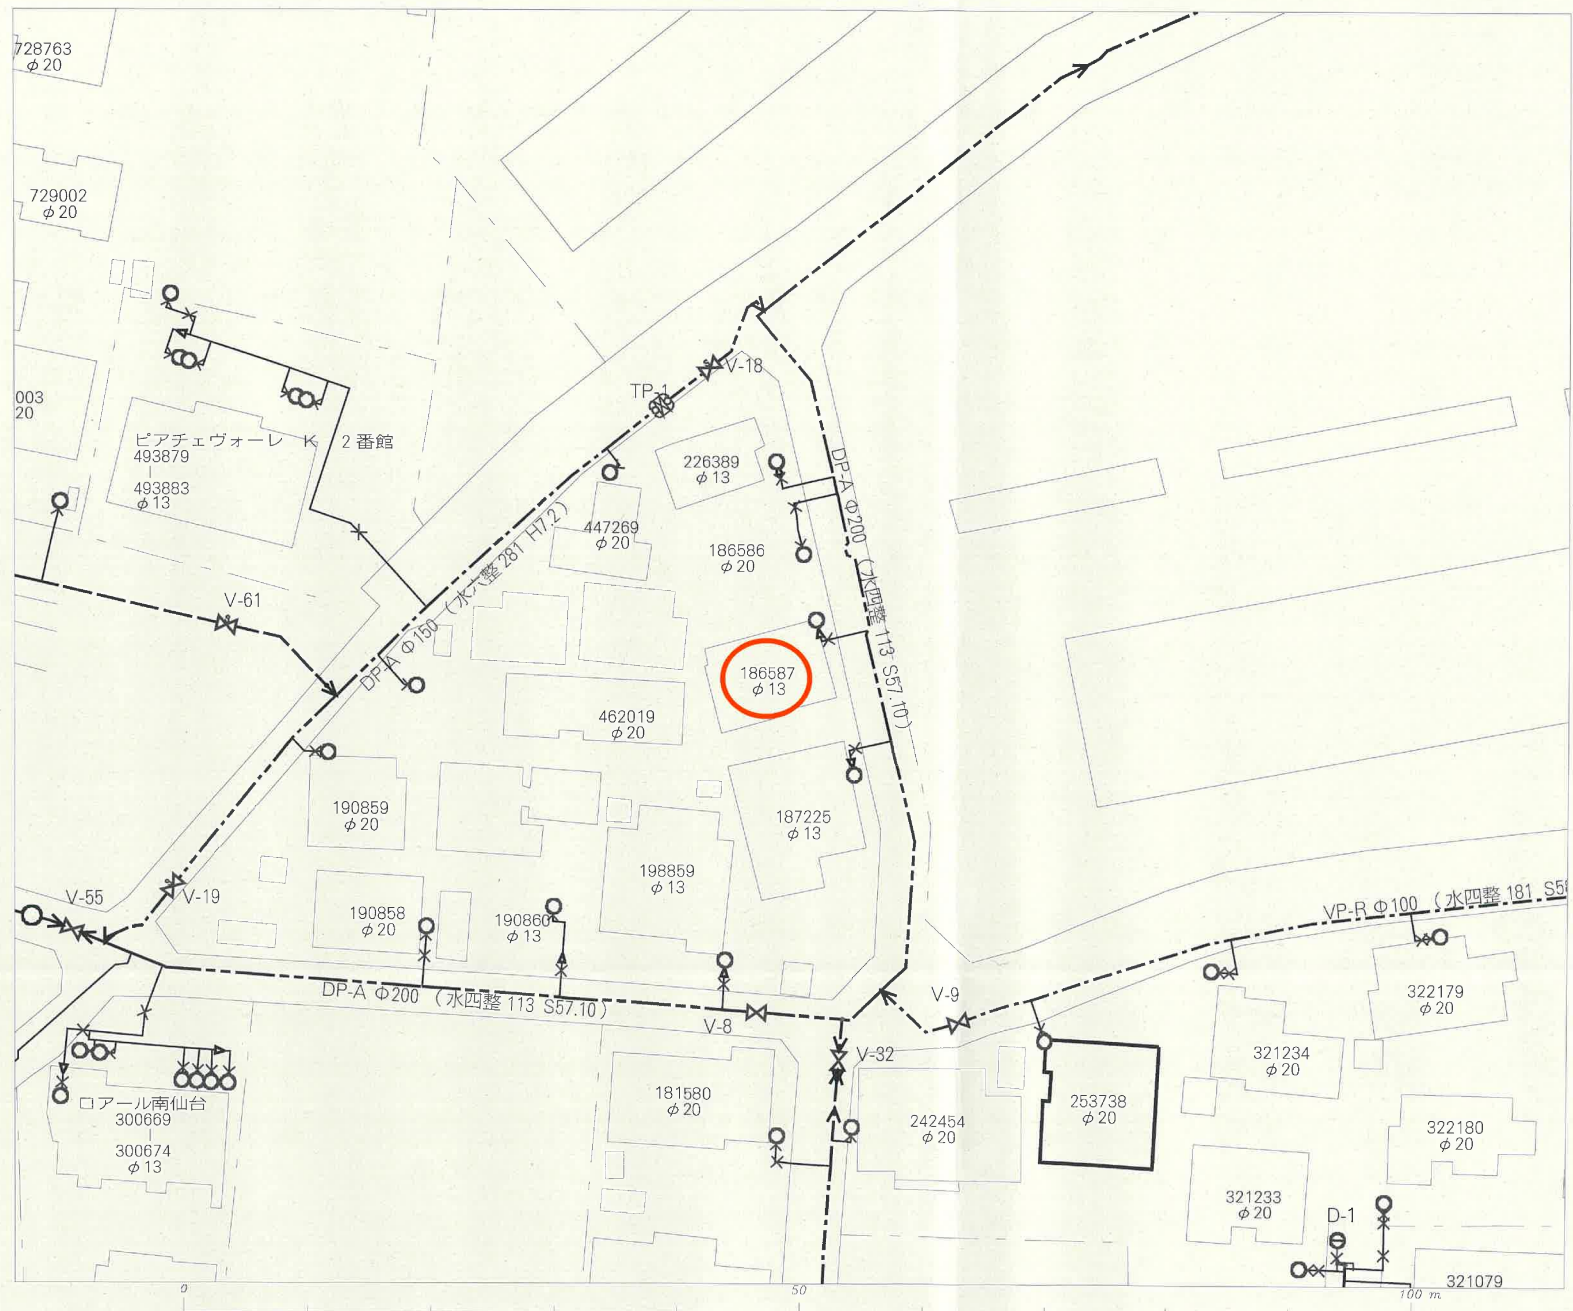 728763
φ20
729002
φ20
003
20
ピアチェヴォーレ K 2番館
493879
|
493883
φ13
V-61
TP-1
V-18
226389
φ13
447269
φ20
186586
φ20
186587
φ13
462019
φ20
187225
φ13
190859
φ20
198859
φ13
190858
φ20
190860
φ13
DP-A Φ150 (水六整 281 H7.2)
DP-A Φ200 (水四整 113 S57.10)
V-55
V-19
DP-A Φ200 (水四整 113 S57.10)
V-8
V-9
V-32
VP-R Φ100 (水四整 181 S58
ロアール南仙台
300669
|
300674
φ13
181580
φ20
242454
φ20
253738
φ20
321234
φ20
322179
φ20
322180
φ20
321233
φ20
D-1
321079
0
50
100 m